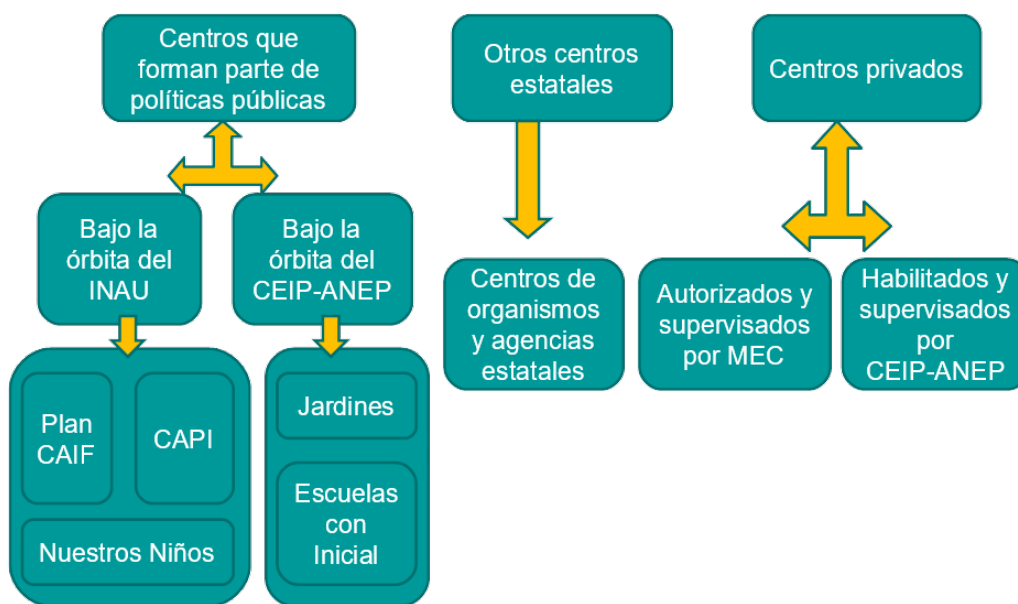 Centros que
forman parte de
políticas públicas
Otros centros
estatales
Centros privados
Bajo la
órbita del
INAU
Bajo la
órbita del
CEIP-ANEP
Centros de
organismos
y agencias
estatales
Autorizados y
supervisados
por MEC
Habilitados y
supervisados
por
CEIP-ANEP
Plan
CAIF
CAPI
Nuestros Niños
Jardines
Escuelas
con
Inicial